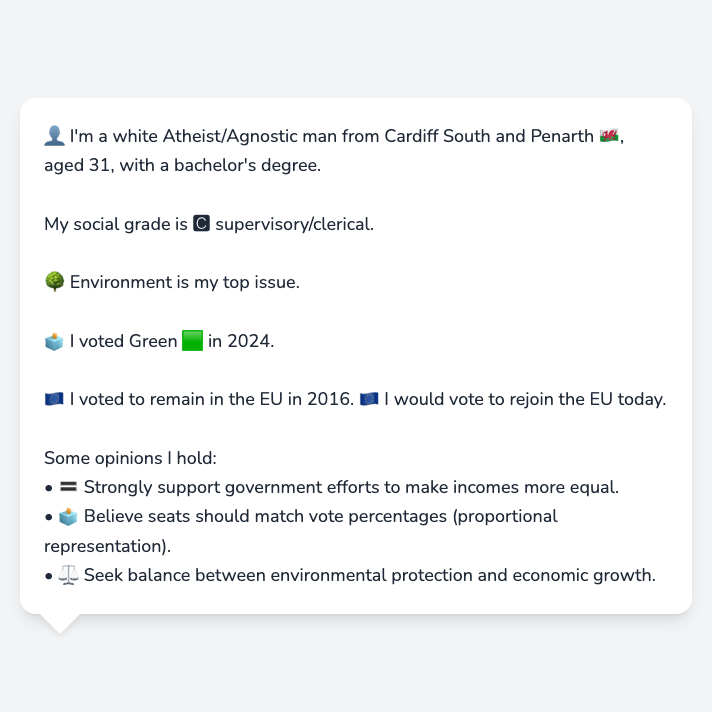 👤 I'm a white Atheist/Agnostic man from Cardiff South and Penarth 🏴󠁧󠁢󠁷󠁬󠁳󠁿,
aged 31, with a bachelor's degree.
My social grade is 🅲 supervisory/clerical.
🌳 Environment is my top issue.
🗳️ I voted Green 🟩 in 2024.
🇪🇺 I voted to remain in the EU in 2016. 🇪🇺 I would vote to rejoin the EU today.
Some opinions I hold:
• 🟰 Strongly support government efforts to make incomes more equal.
• 🗳️ Believe seats should match vote percentages (proportional
representation).
• ⚖️ Seek balance between environmental protection and economic growth.